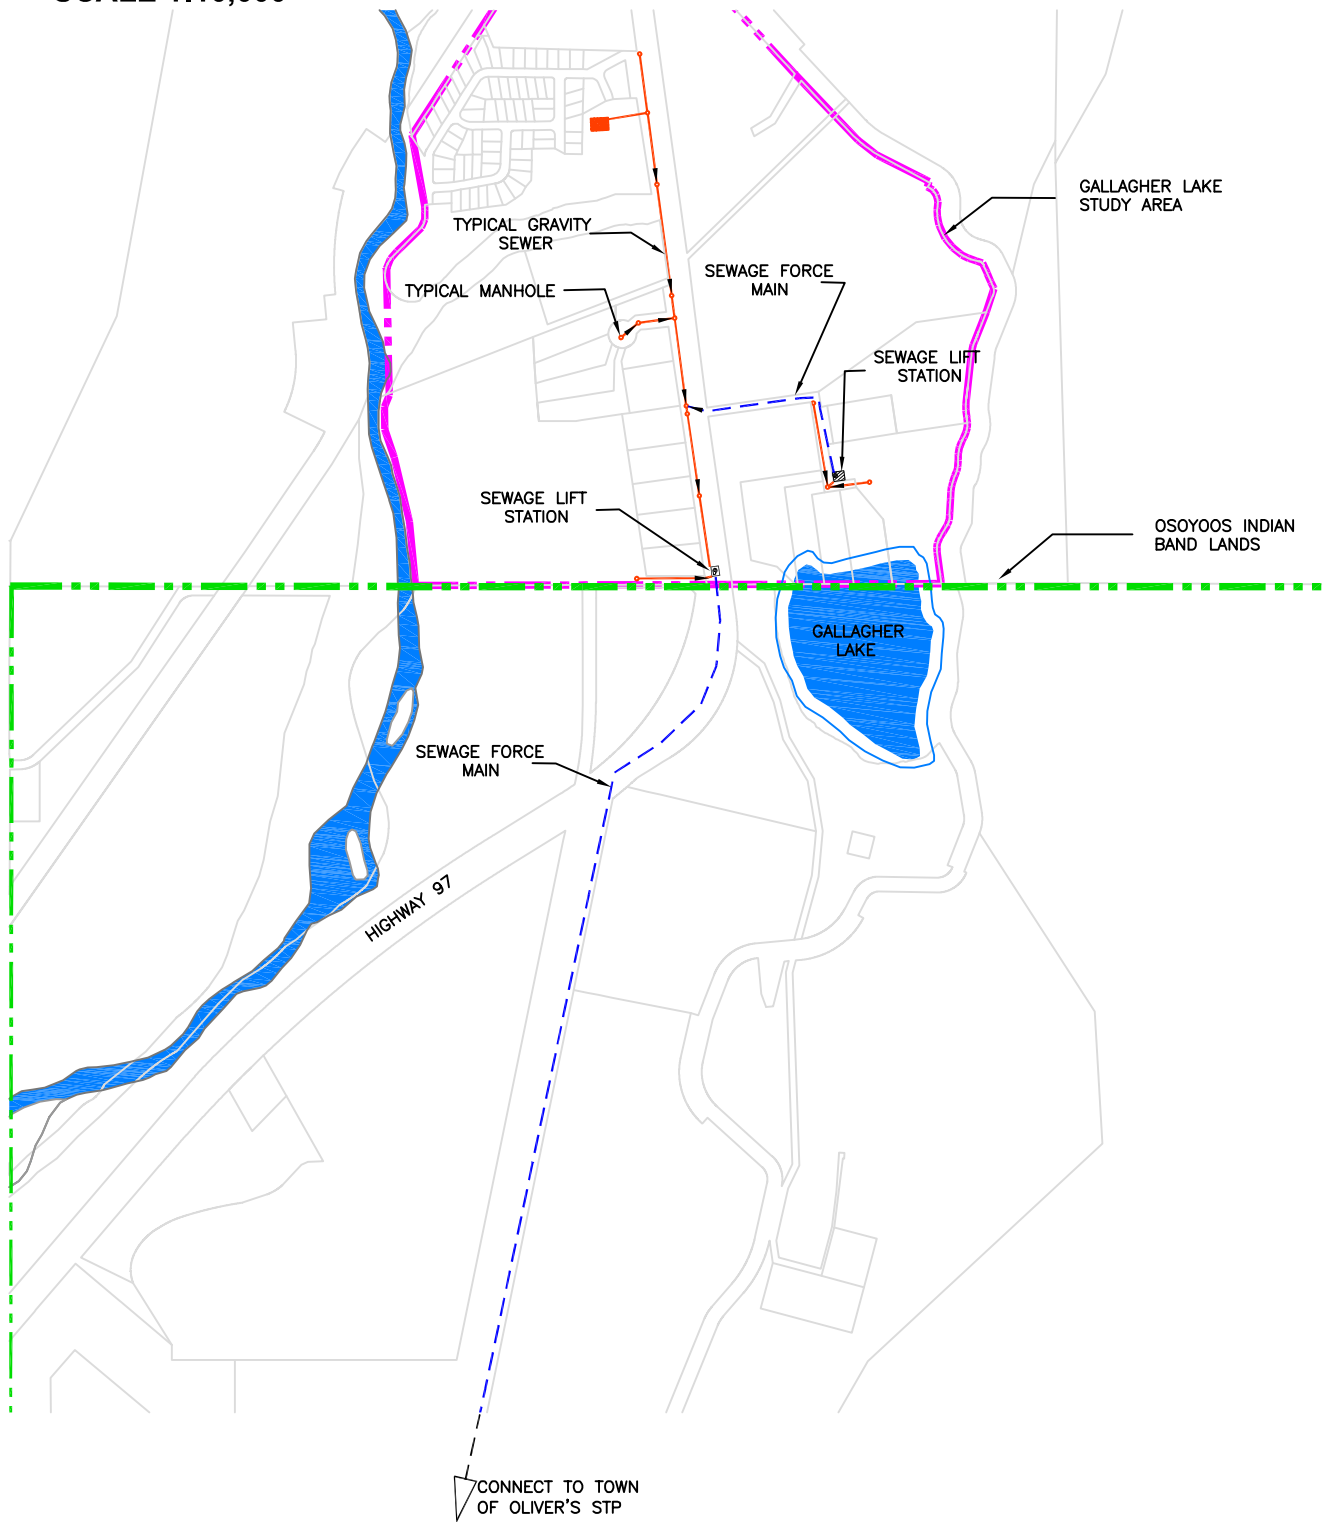 GALLAGHER LAKE
STUDY AREA
TYPICAL GRAVITY
SEWER
SEWAGE FORCE
MAIN
TYPICAL MANHOLE
SEWAGE LIFT
STATION
SEWAGE LIFT
STATION
OSOYOOS INDIAN
BAND LANDS
GALLAGHER
LAKE
SEWAGE FORCE
MAIN
HIGHWAY 97
CONNECT TO TOWN
OF OLIVER'S STP